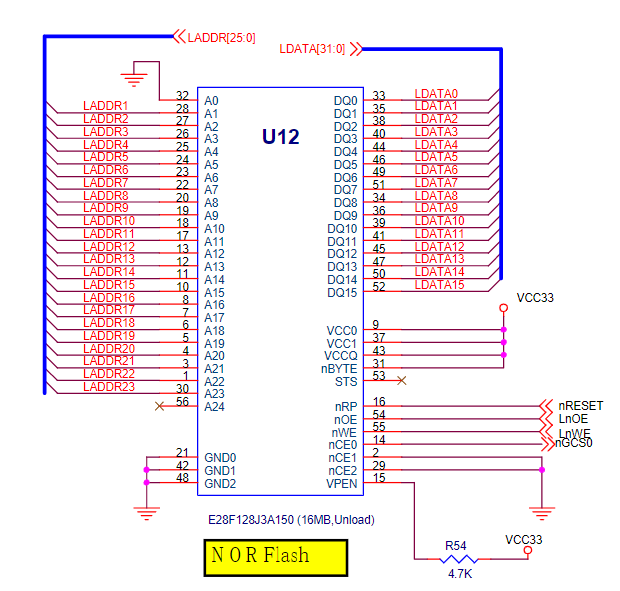 LADDR[25:0]
LDATA[31:0]
U12
32 A0
LADDR1 28 A1
LADDR2 27 A2
LADDR3 26 A3
LADDR4 25 A4
LADDR5 24 A5
LADDR6 23 A6
LADDR7 22 A7
LADDR8 20 A8
LADDR9 19 A9
LADDR10 18 A10
LADDR11 17 A11
LADDR12 13 A12
LADDR13 12 A13
LADDR14 11 A14
LADDR15 10 A15
LADDR16 8 A16
LADDR17 7 A17
LADDR18 6 A18
LADDR19 5 A19
LADDR20 4 A20
LADDR21 3 A21
LADDR22 1 A22
LADDR23 30 A23
56 A24
21 GND0
42 GND1
48 GND2
DQ0 33 LDATA0
DQ1 35 LDATA1
DQ2 38 LDATA2
DQ3 40 LDATA3
DQ4 44 LDATA4
DQ5 46 LDATA5
DQ6 49 LDATA6
DQ7 51 LDATA7
DQ8 34 LDATA8
DQ9 36 LDATA9
DQ10 39 LDATA10
DQ11 41 LDATA11
DQ12 45 LDATA12
DQ13 47 LDATA13
DQ14 50 LDATA14
DQ15 52 LDATA15
VCC33
VCC0 9
VCC1 37
VCCQ 43
nBYTE 31
STS 53
nRP 16 nRESET
nOE 54 LnOE
nWE 55 LnWE
nCE0 14 nGCS0
nCE1 2
nCE2 29
VPEN 15
E28F128J3A150 (16MB,Unload)
NOR Flash
R54
4.7K
VCC33